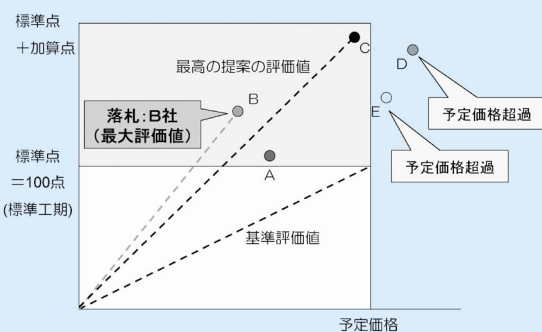 標準点
+加算点
最高の提案の評価値
C
D
B
E
落札:B社
(最大評価値)
予定価格超過
A
予定価格超過
標準点
=100点
(標準工期)
基準評価値
予定価格